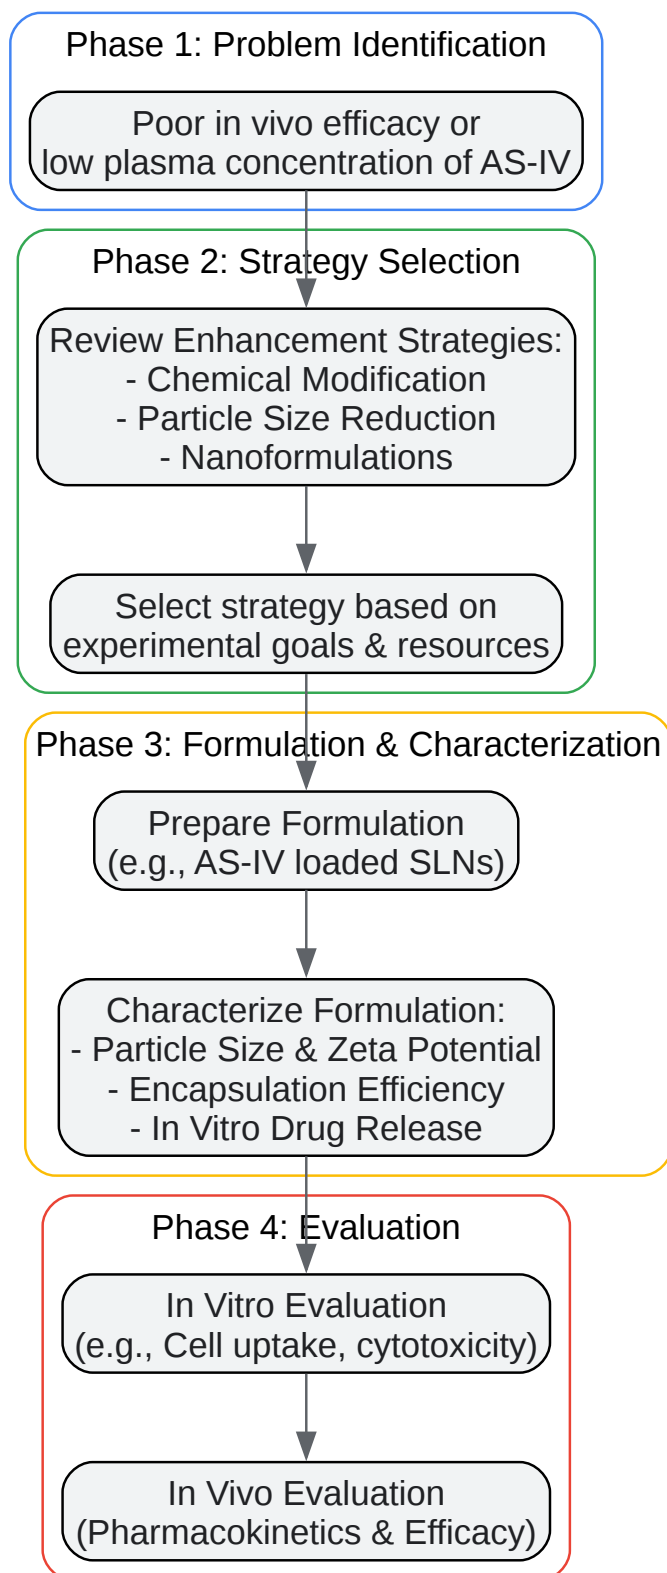 Phase 1: Problem Identification
Poor in vivo efficacy or
low plasma concentration of AS-IV
Phase 2: Strategy Selection
Review Enhancement Strategies:
- Chemical Modification
- Particle Size Reduction
- Nanoformulations
Select strategy based on
experimental goals & resources
Phase 3: Formulation & Characterization
Prepare Formulation
(e.g., AS-IV loaded SLNs)
Characterize Formulation:
- Particle Size & Zeta Potential
- Encapsulation Efficiency
- In Vitro Drug Release
Phase 4: Evaluation
In Vitro Evaluation
(e.g., Cell uptake, cytotoxicity)
In Vivo Evaluation
(Pharmacokinetics & Efficacy)